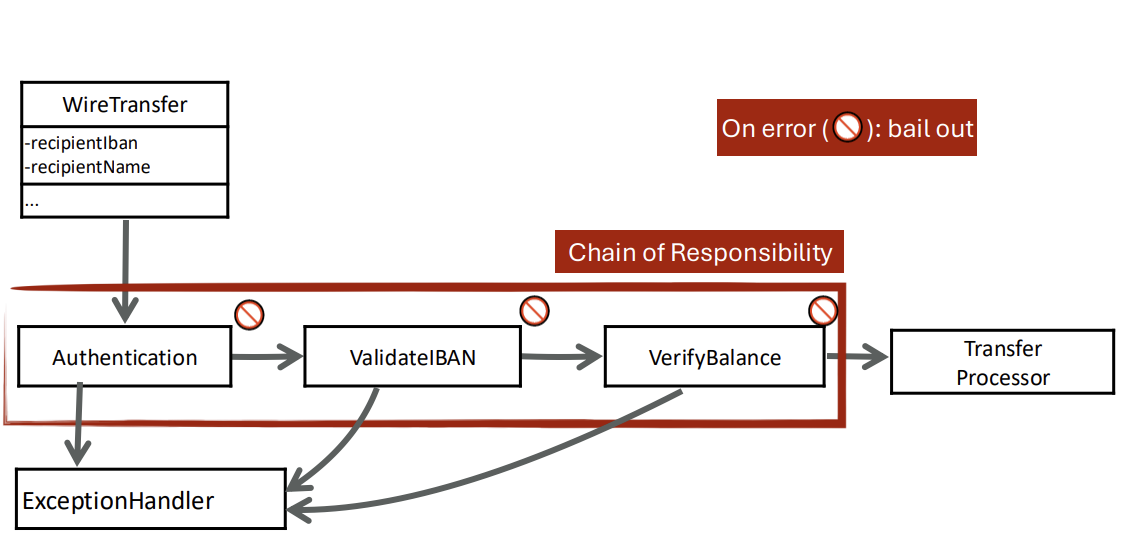 WireTransfer
-recipientIban
-recipientName
...
On error (🚫): bail out
Chain of Responsibility
Authentication
ValidateIBAN
VerifyBalance
Transfer
Processor
ExceptionHandler